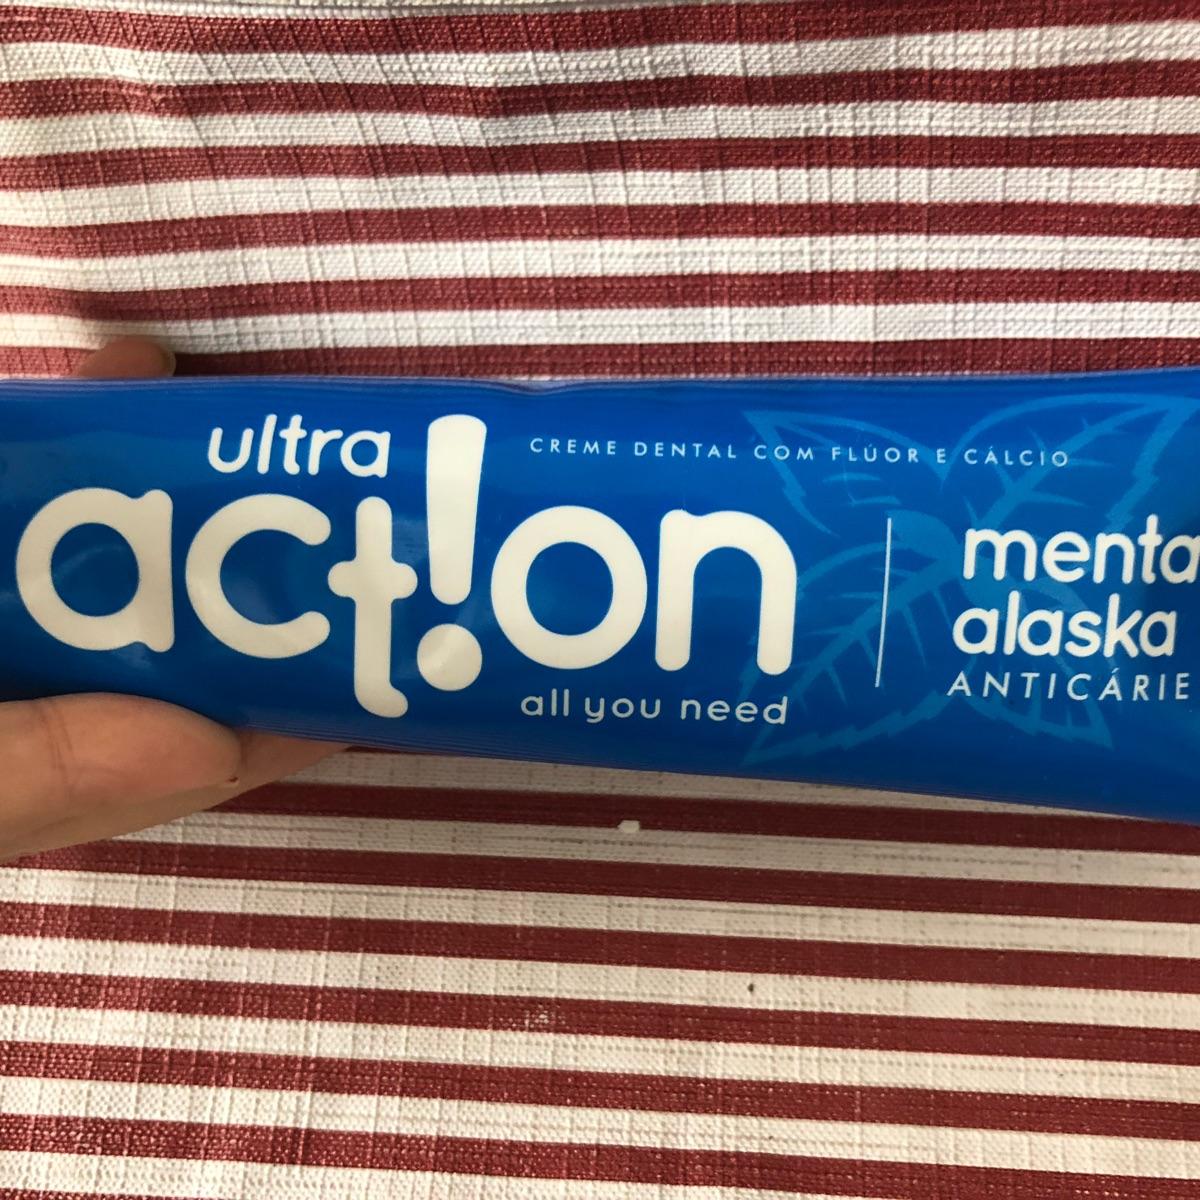 ultra
act!on
all you need
CREME DENTAL COM FLÚOR E CÁLCIO
menta
alaska
ANTICÁRIE